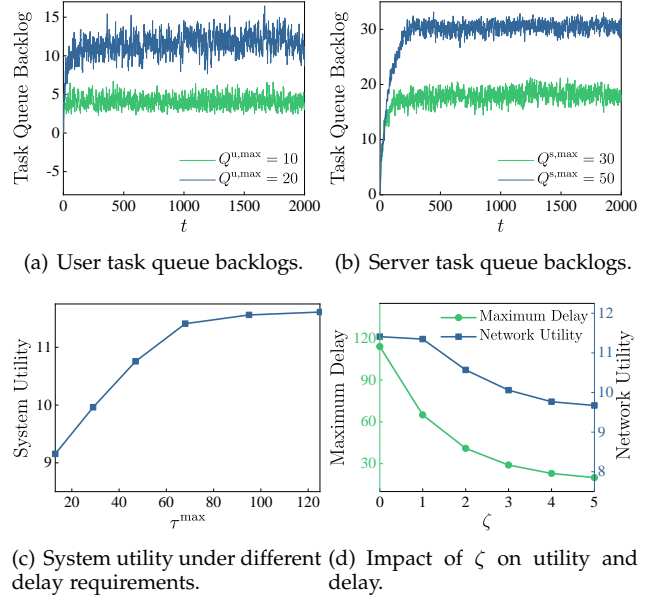 Task Queue Backlog
15
10
5
0
-5
0 500 1000 1500 2000
t
Q^{u,max} = 10
Q^{u,max} = 20
(a) User task queue backlogs.
Task Queue Backlog
30
20
10
0
0 500 1000 1500 2000
t
Q^{s,max} = 30
Q^{s,max} = 50
(b) Server task queue backlogs.
System Utility
11
10
9
20 40 60 80 100 120
τ^{max}
(c) System utility under different
delay requirements.
Maximum Delay
120
90
60
30
Maximum Delay
Network Utility
12
11
10
9
8
Network Utility
0 1 2 3 4 5
ζ
(d) Impact of ζ on utility and
delay.